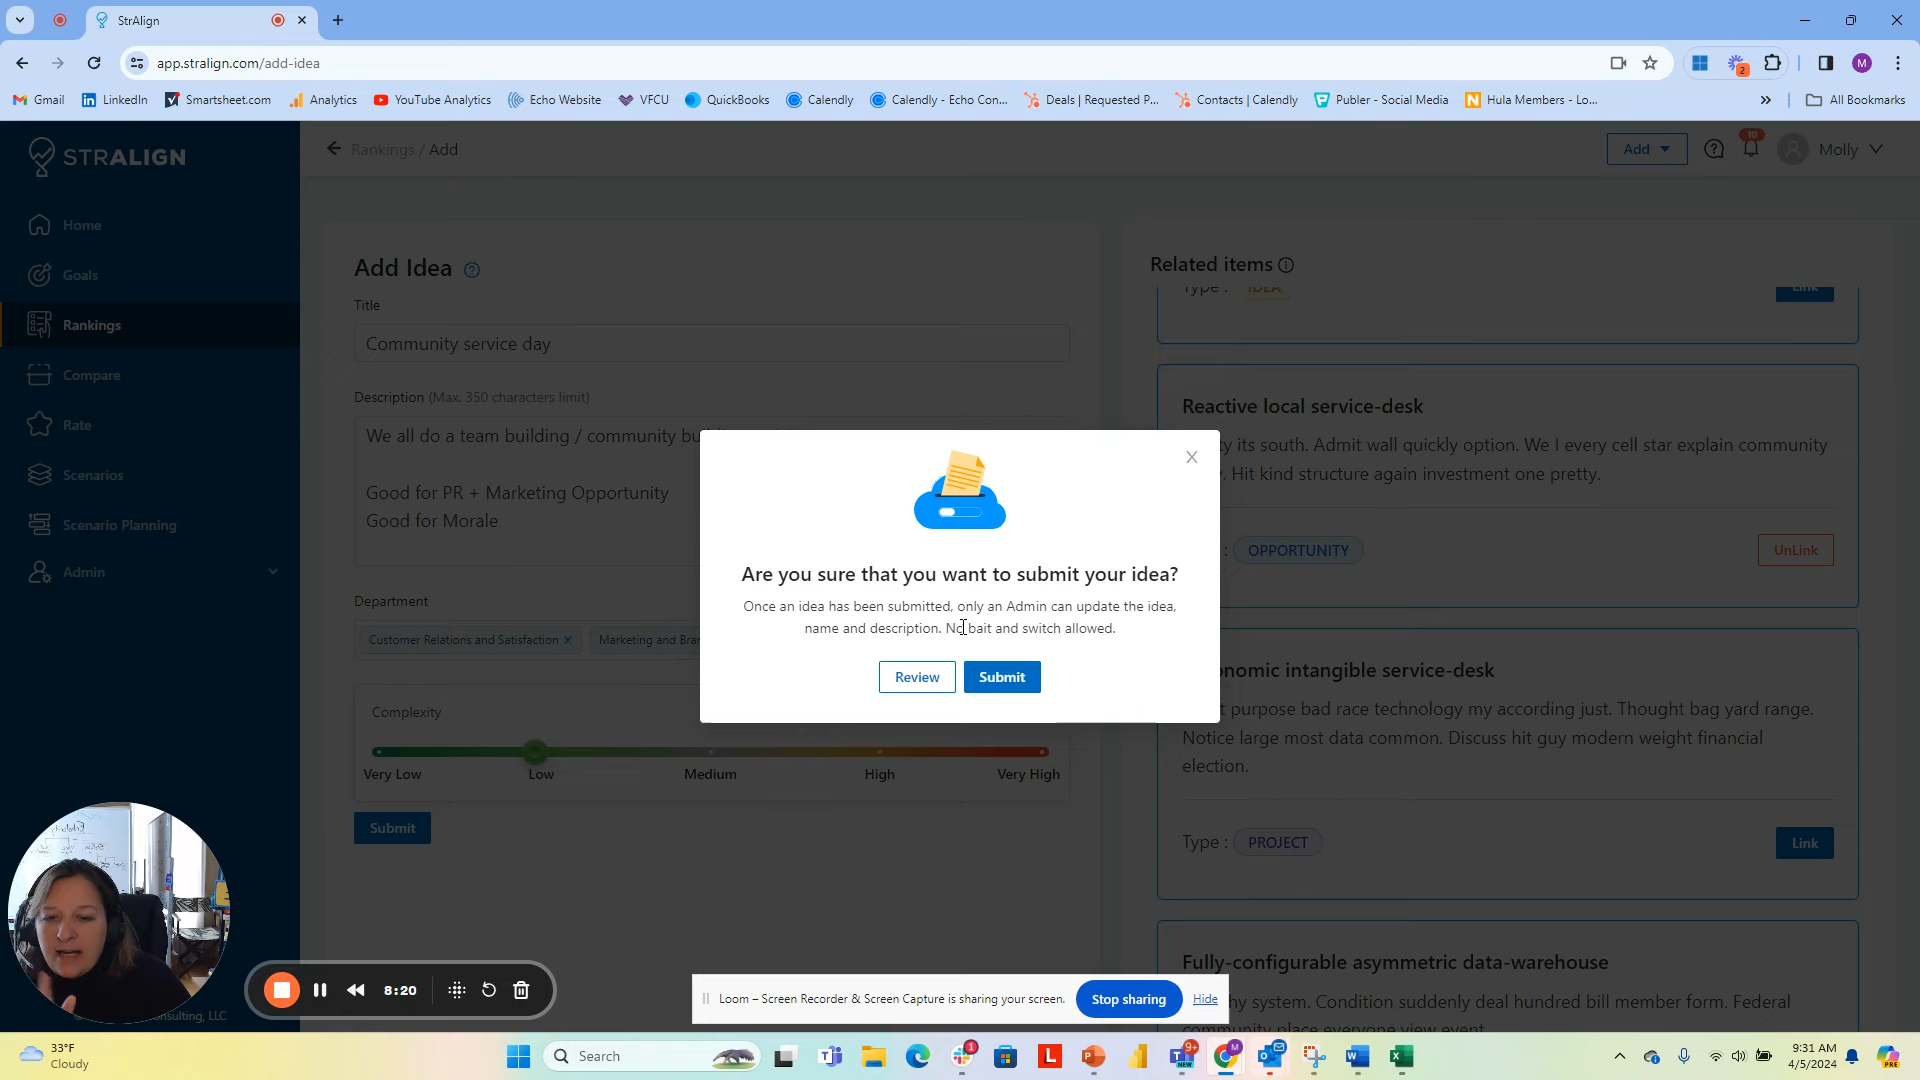 StrAlign
app.stralign.com/add-idea
Gmail
LinkedIn
Smartsheet.com
Analytics
YouTube Analytics
Echo Website
VFCU
QuickBooks
Calendly
Calendly - Echo Con...
Deals | Requested P...
Contacts | Calendly
Publer - Social Media
Hula Members - Lo...
All Bookmarks
STRALIGN
Rankings / Add
Add
10
Molly
Home
Goals
Rankings
Compare
Rate
Scenarios
Scenario Planning
Admin
Add Idea
Title
Community service day
Description (Max. 350 characters limit)
We all do a team building / community
Good for PR + Marketing Opportunity
Good for Morale
Department
Customer Relations and Satisfaction X
Marketing and
Complexity
Very Low
Low
Medium
High
Very High
Submit
Related items
Type : IDEA
Link
Reactive local service-desk
its south. Admit wall quickly option. We I every cell star explain community
Hit kind structure again investment one pretty.
: OPPORTUNITY
UnLink
service-desk
purpose bad race technology my according just. Thought bag yard range.
Notice large most data common. Discuss hit guy modern weight financial
election.
Type : PROJECT
Link
Fully-configurable asymmetric data-warehouse
system. Condition suddenly deal hundred bill member form. Federal
community place everyone view event
Are you sure that you want to submit your idea?
Once an idea has been submitted, only an Admin can update the idea,
name and description. No bait and switch allowed.
Review
Submit
8:20
LLC
Loom – Screen Recorder & Screen Capture is sharing your screen.
Stop sharing
Hide
33°F
Cloudy
Search
9:31 AM
4/5/2024